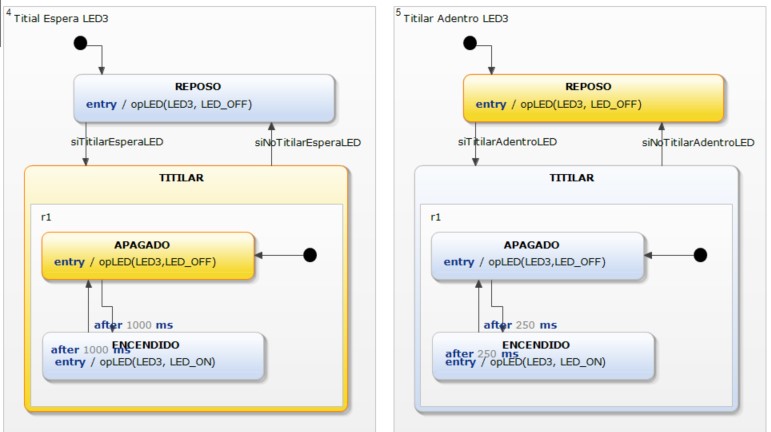 4
Titial Espera LED3
REPOSO
entry / opLED(LED3, LED_OFF)
siTitilarEsperaLED
siNoTitilarEsperaLED
TITILAR
r1
APAGADO
entry / opLED(LED3,LED_OFF)
after 1000 ms
after 1000 ms
ENCENDIDO
entry / opLED(LED3, LED_ON)
5
Titilar Adentro LED3
REPOSO
entry / opLED(LED3, LED_OFF)
siTitilarAdentroLED
siNoTitilarAdentroLED
TITILAR
r1
APAGADO
entry / opLED(LED3,LED_OFF)
after 250 ms
after 250 ms
ENCENDIDO
entry / opLED(LED3, LED_ON)